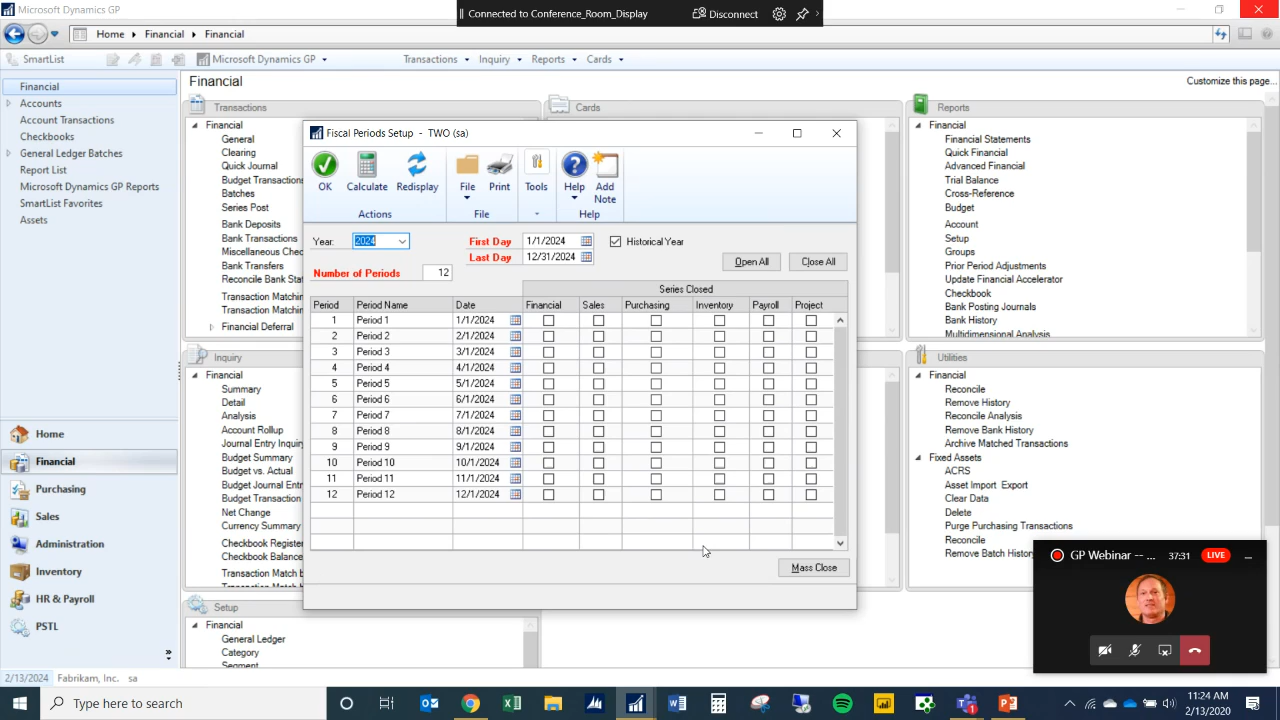 Microsoft Dynamics GP
Connected to Conference_Room_Display
Disconnect
Home
Financial
Financial
SmartList
Microsoft Dynamics GP
Transactions
Inquiry
Reports
Cards
Financial
Accounts
Account Transactions
Checkbooks
General Ledger Batches
Report List
Microsoft Dynamics GP Reports
SmartList Favorites
Assets
Home
Financial
Purchasing
Sales
Administration
Inventory
HR & Payroll
PSTL
Financial
Customize this page...
Transactions
Financial
General
Clearing
Quick Journal
Budget Transactions
Batches
Series Post
Bank Deposits
Bank Transactions
Miscellaneous Chec
Bank Transfers
Reconcile Bank Stat
Transaction Matchin
Transaction Matchin
Financial Deferral
Inquiry
Financial
Summary
Detail
Analysis
Account Rollup
Journal Entry Inquiry
Budget Summary
Budget vs. Actual
Budget Journal Entr
Budget Transaction
Net Change
Currency Summary
Checkbook Register
Checkbook Balance
Transaction Match b
Setup
Financial
General Ledger
Category
Segment
Cards
Reports
Financial
Financial Statements
Quick Financial
Advanced Financial
Trial Balance
Cross-Reference
Budget
Account
Setup
Groups
Prior Period Adjustments
Update Financial Accelerator
Checkbook
Bank Posting Journals
Bank History
Multidimensional Analysis
Utilities
Financial
Reconcile
Remove History
Reconcile Analysis
Remove Bank History
Archive Matched Transactions
Fixed Assets
ACRS
Asset Import Export
Clear Data
Delete
Purge Purchasing Transactions
Reconcile
Remove Batch History
Fiscal Periods Setup - TWO (sa)
OK
Calculate
Redisplay
File
Print
Tools
Help
Add Note
Actions
File
Help
Year:
2024
First Day
1/1/2024
Historical Year
Last Day
12/31/2024
Open All
Close All
Number of Periods
12
Series Closed
Period Period Name Date Financial Sales Purchasing Inventory Payroll Project
1 Period 1 1/1/2024
2 Period 2 2/1/2024
3 Period 3 3/1/2024
4 Period 4 4/1/2024
5 Period 5 5/1/2024
6 Period 6 6/1/2024
7 Period 7 7/1/2024
8 Period 8 8/1/2024
9 Period 9 9/1/2024
10 Period 10 10/1/2024
11 Period 11 11/1/2024
12 Period 12 12/1/2024
Mass Close
GP Webinar -- ...
37:31
LIVE
2/13/2024
Fabrikam, Inc.
sa
Type here to search
1
11:24 AM
2/13/2020